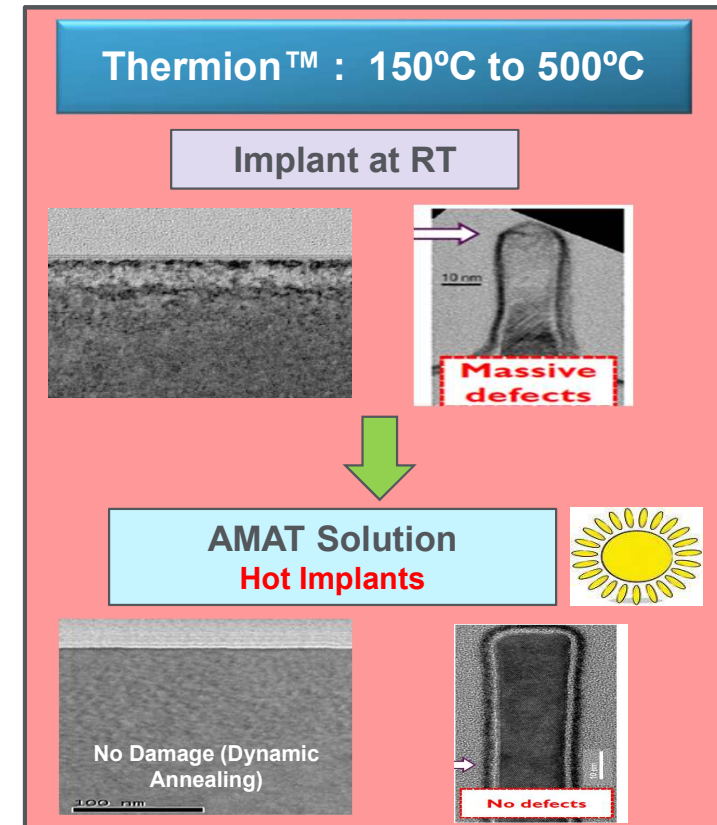 Thermion™ : 150ºC to 500ºC
Implant at RT
10 nm
Massive
defects
AMAT Solution
Hot Implants
No Damage (Dynamic
Annealing)
100 nm
10 nm
No defects